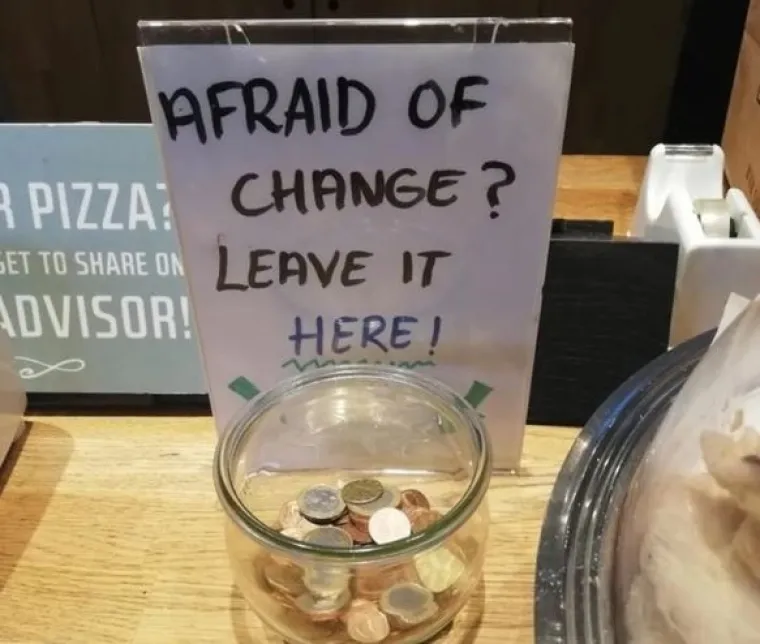 AFRAID OF
CHANGE?
LEAVE IT
HERE!
PIZZA?
GET TO SHARE ON
ADVISOR!